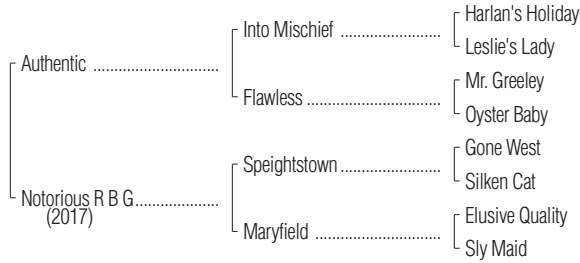 Harlan's Holiday
Into Mischief
Leslie's Lady
Authentic
Mr. Greeley
Flawless
Oyster Baby
Gone West
Speightstown
Silken Cat
Notorious R B G
(2017)
Elusive Quality
Maryfield
Sly Maid